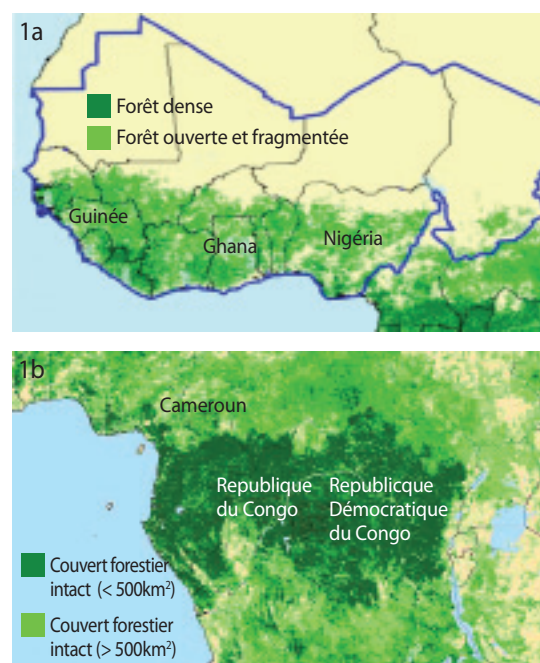 1a
Forêt dense
Forêt ouverte et fragmentée
Guinée
Ghana
Nigéria
1b
Cameroun
Republique
du Congo
Republicque
Démocratique
du Congo
Couvert forestier
intact (< 500km²)
Couvert forestier
intact (> 500km²)